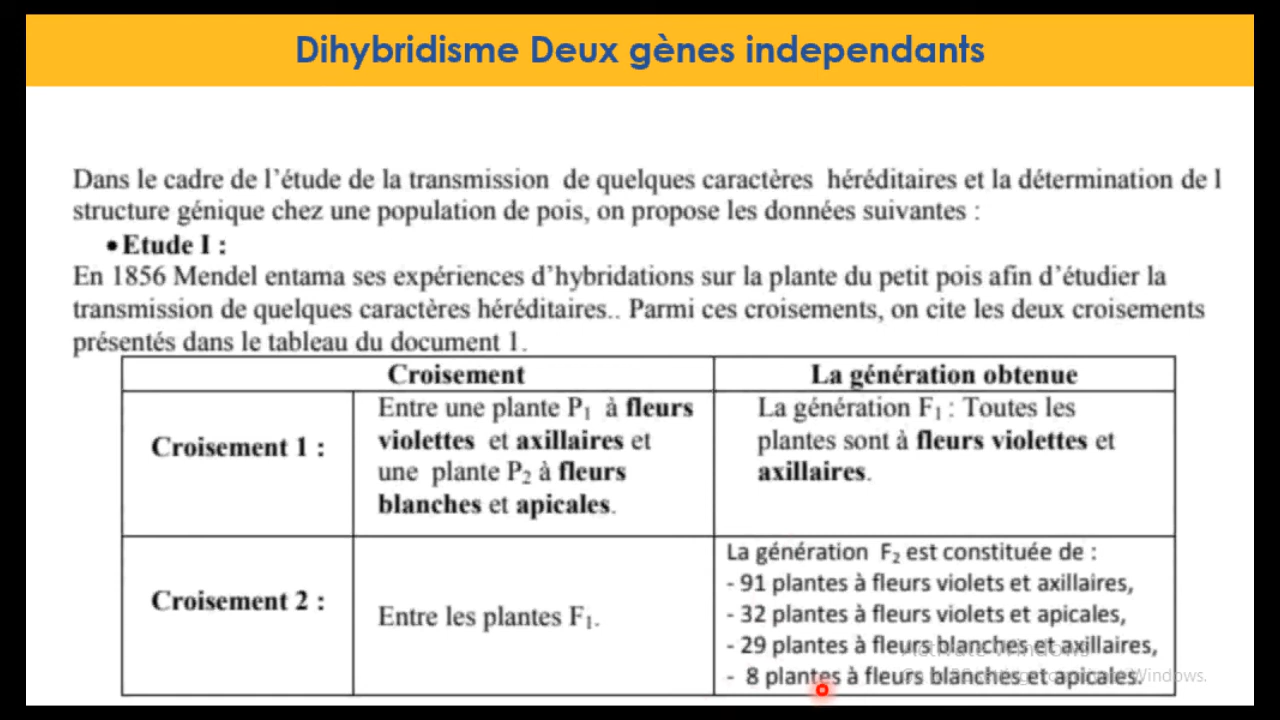 Dihybridisme Deux gènes independants
Dans le cadre de l'étude de la transmission de quelques caractères héréditaires et la détermination de l
structure génique chez une population de pois, on propose les données suivantes :
•Etude I :
En 1856 Mendel entama ses expériences d'hybridations sur la plante du petit pois afin d'étudier la
transmission de quelques caractères héréditaires.. Parmi ces croisements, on cite les deux croisements
présentés dans le tableau du document 1.
Croisement
La génération obtenue
Croisement 1 :
Entre une plante P₁ à fleurs
violettes et axillaires et
une plante P₂ à fleurs
blanches et apicales.
La génération F₁ : Toutes les
plantes sont à fleurs violettes et
axillaires.
Croisement 2 :
Entre les plantes F₁.
La génération F₂ est constituée de :
- 91 plantes à fleurs violets et axillaires,
- 32 plantes à fleurs violets et apicales,
- 29 plantes à fleurs blanches et axillaires,
- 8 plantes à fleurs blanches et apicales.
Activate Windows
Windows.